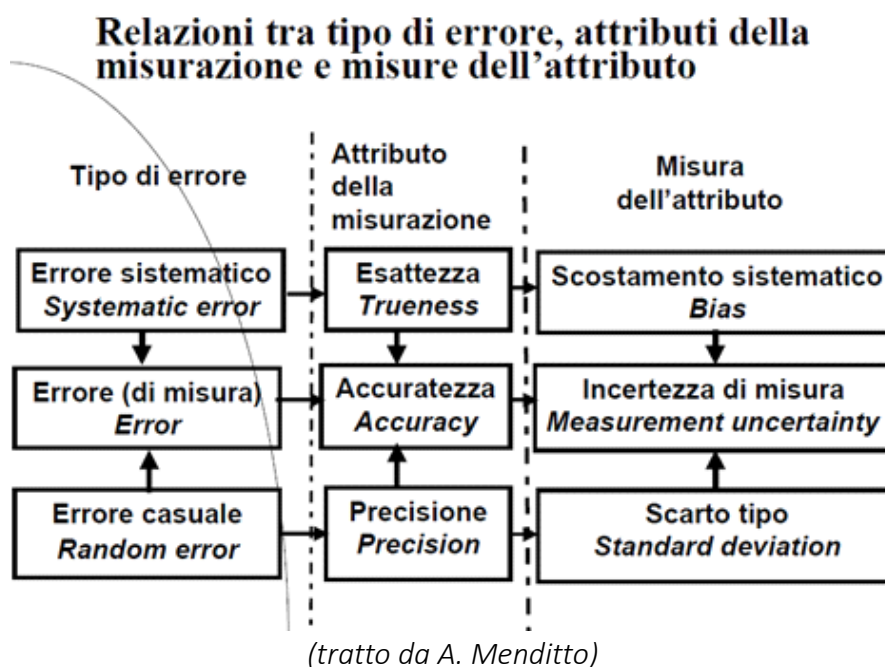 Relazioni tra tipo di errore, attributi della
misurazione e misure dell'attributo
Tipo di errore
Attributo
della
misurazione
Misura
dell'attributo
Errore sistematico
Systematic error
Esattezza
Trueness
Scostamento sistematico
Bias
Errore (di misura)
Error
Accuratezza
Accuracy
Incertezza di misura
Measurement uncertainty
Errore casuale
Random error
Precisione
Precision
Scarto tipo
Standard deviation
(tratto da A. Menditto)